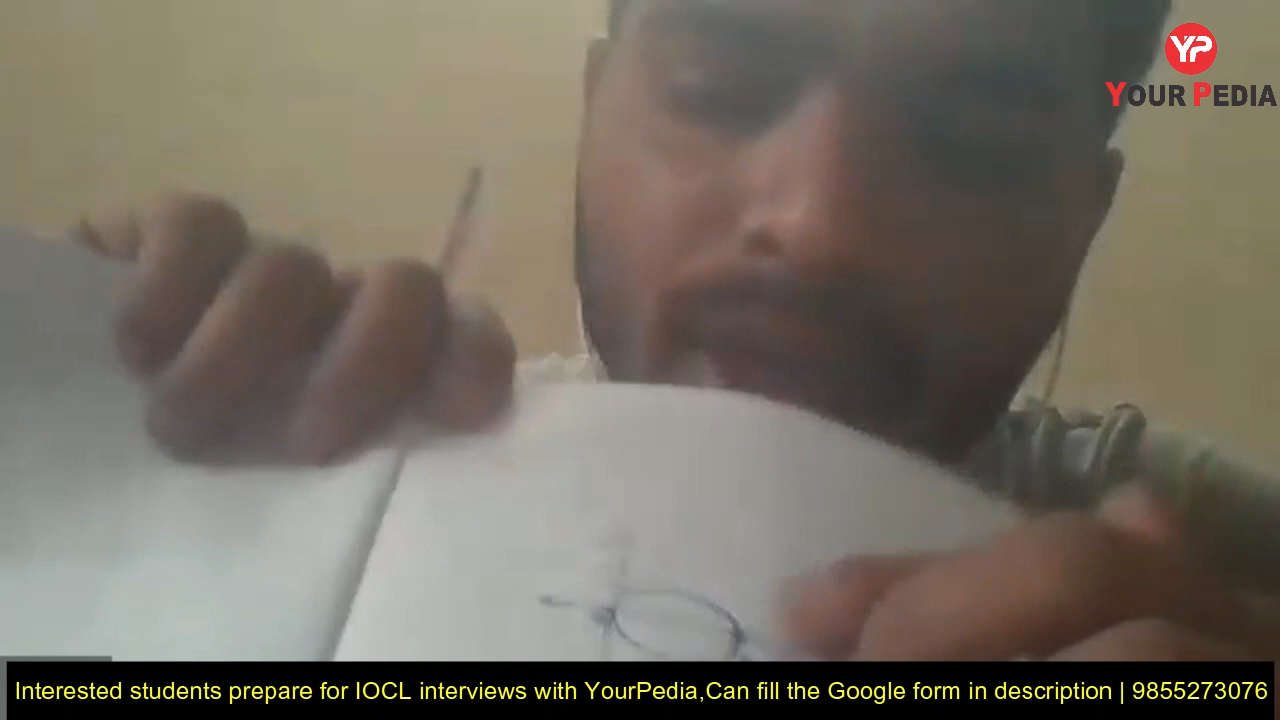 YP
YOUR PEDIA
Interested students prepare for IOCL interviews with YourPedia,Can fill the Google form in description | 9855273076